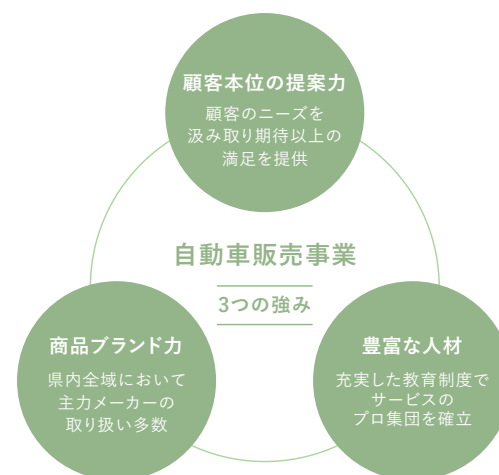 顧客本位の提案力
顧客のニーズを
汲み取り期待以上の
満足を提供
自動車販売事業
3つの強み
商品ブランド力
県内全域において
主力メーカーの
取り扱い多数
豊富な人材
充実した教育制度で
サービスの
プロ集団を確立